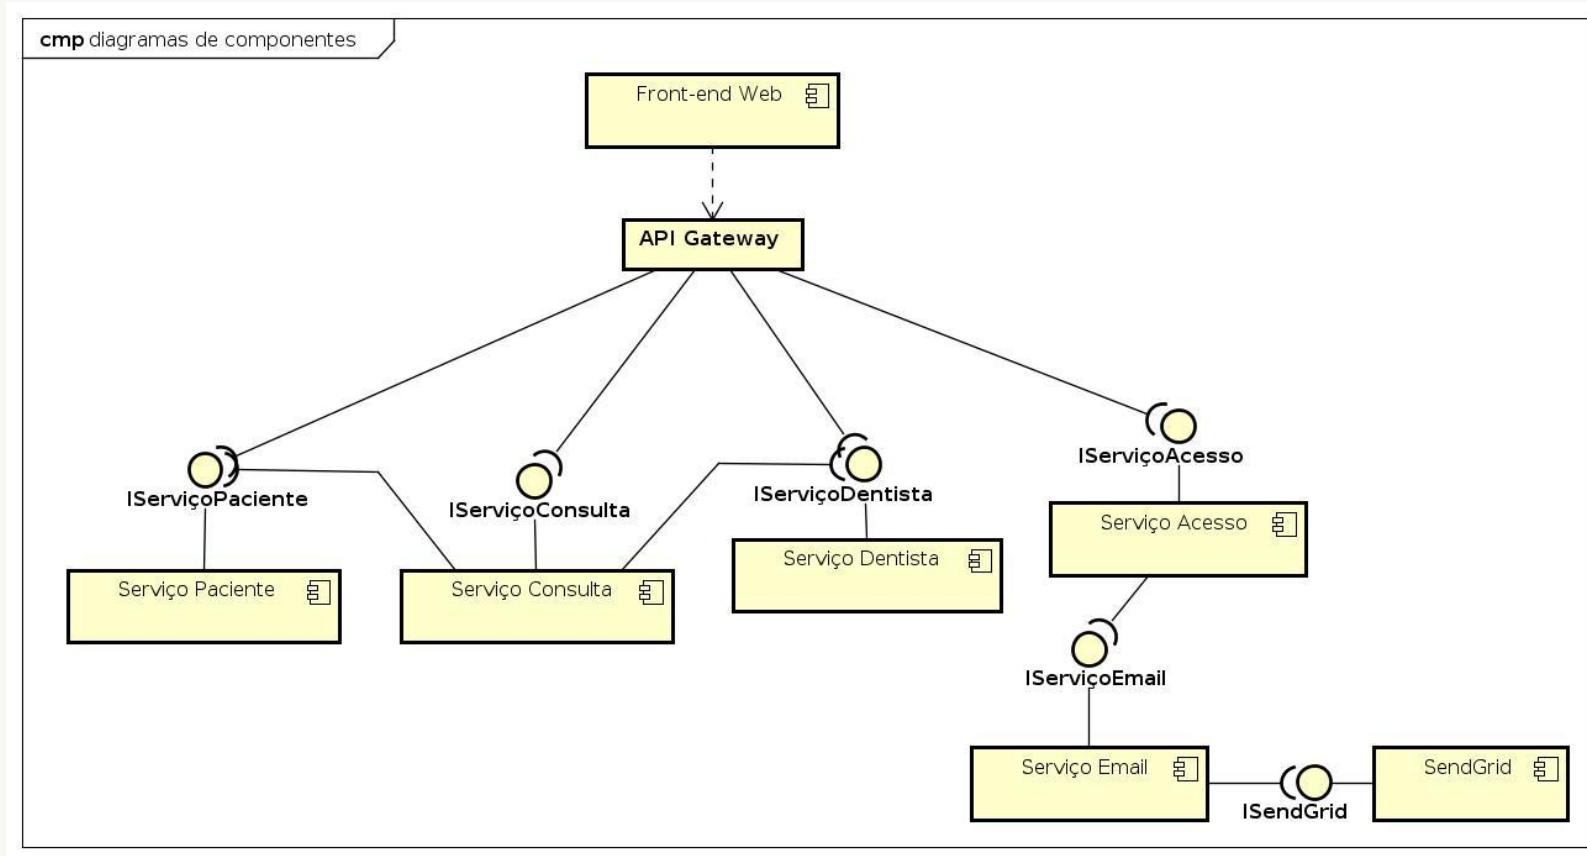 cmp diagramas de componentes
Front-end Web
API Gateway
IServiçoPaciente
IServiçoConsulta
IServiçoDentista
IServiçoAcesso
Serviço Paciente
Serviço Consulta
Serviço Dentista
Serviço Acesso
IServiçoEmail
Serviço Email
ISendGrid
SendGrid